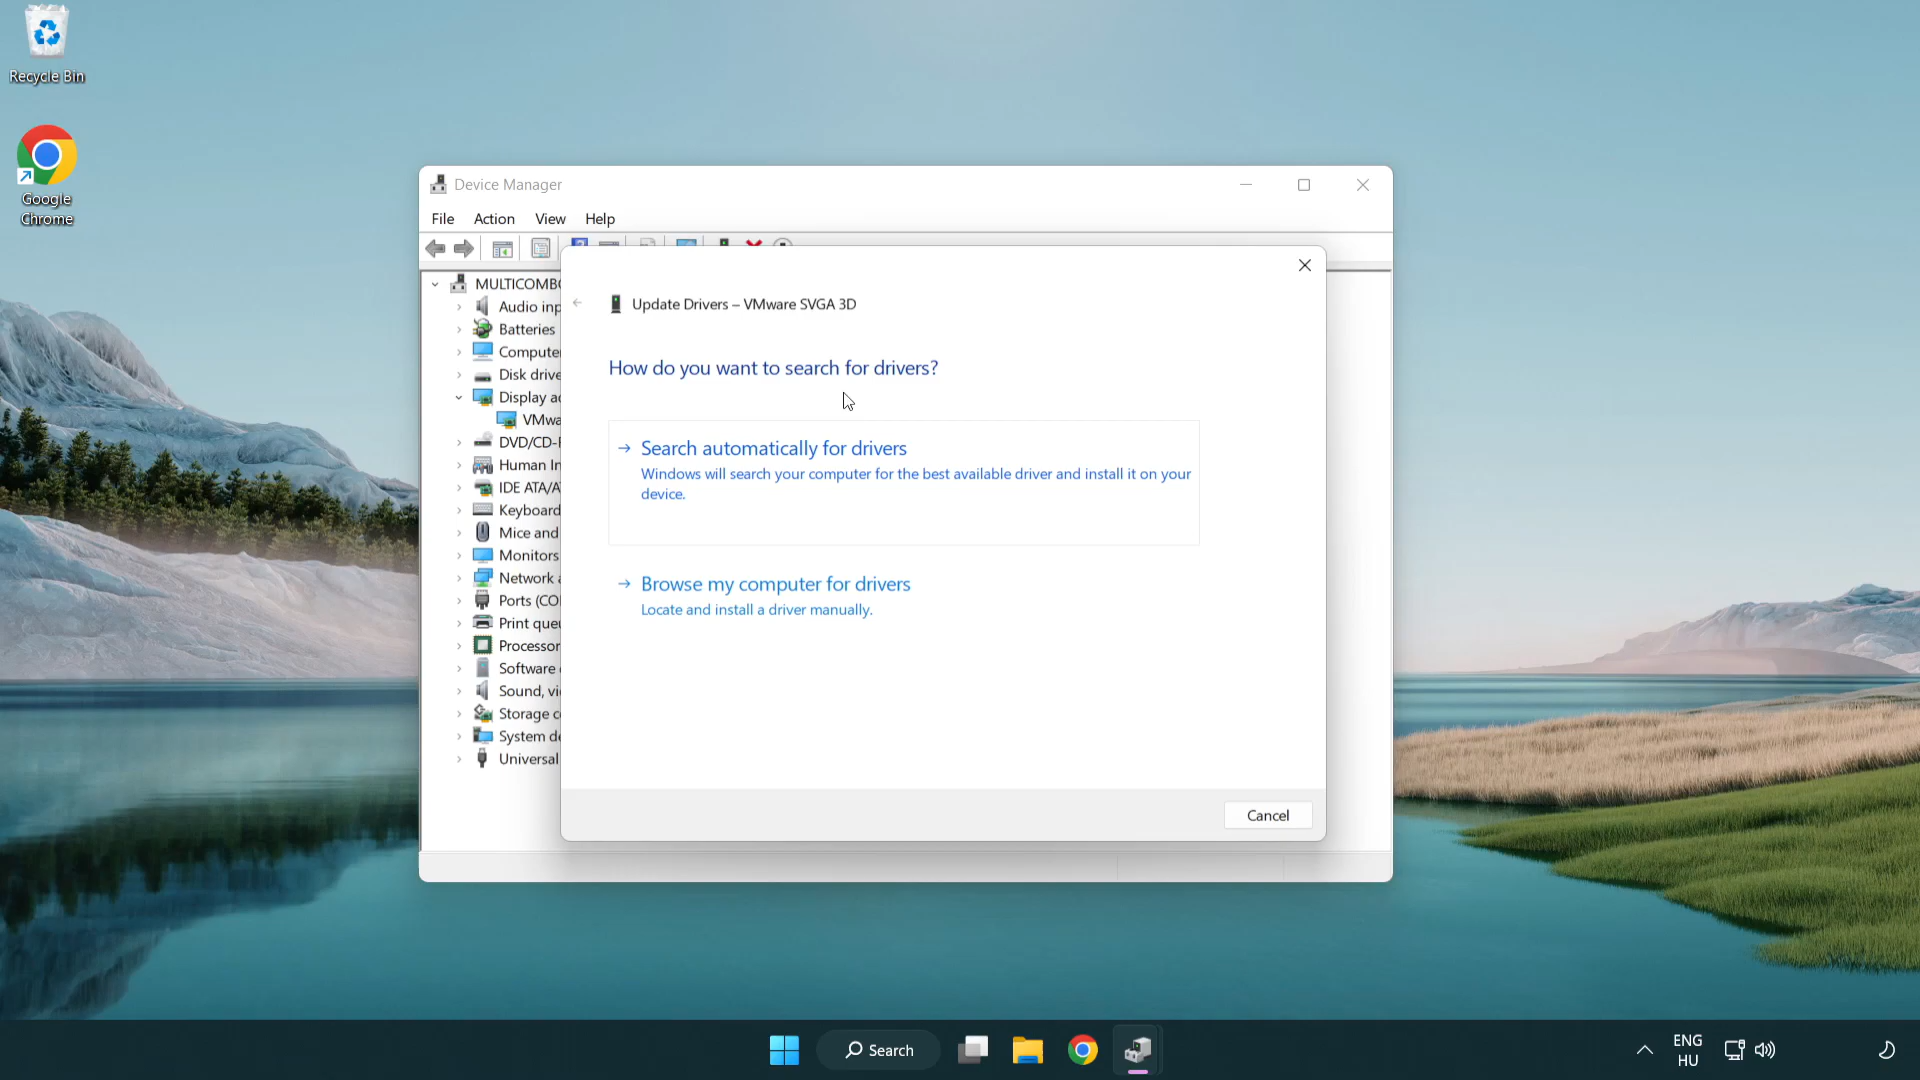 Recycle Bin
Google
Chrome
Device Manager
File Action View Help
MULTICOMBO
Audio inp
Batteries
Compute
Disk drive
Display a
VMwa
DVD/CD-
Human In
IDE ATA/A
Keyboard
Mice and
Monitors
Network
Ports (CO
Print que
Processor
Software
Sound, vi
Storage c
System de
Universal
Update Drivers – VMware SVGA 3D
How do you want to search for drivers?
Search automatically for drivers
Windows will search your computer for the best available driver and install it on your
device.
Browse my computer for drivers
Locate and install a driver manually.
Cancel
Search
ENG
HU